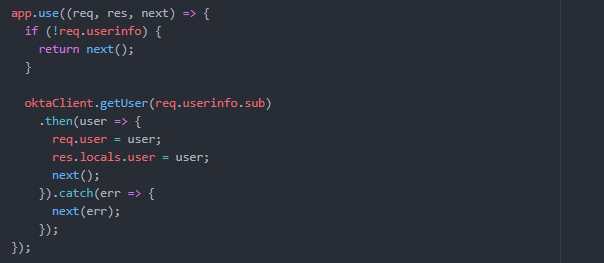 app.use((req, res, next) => {
  if (!req.userinfo) {
    return next();
  }

  oktaClient.getUser(req.userinfo.sub)
    .then(user => {
      req.user = user;
      res.locals.user = user;
      next();
    }).catch(err => {
      next(err);
    });
});